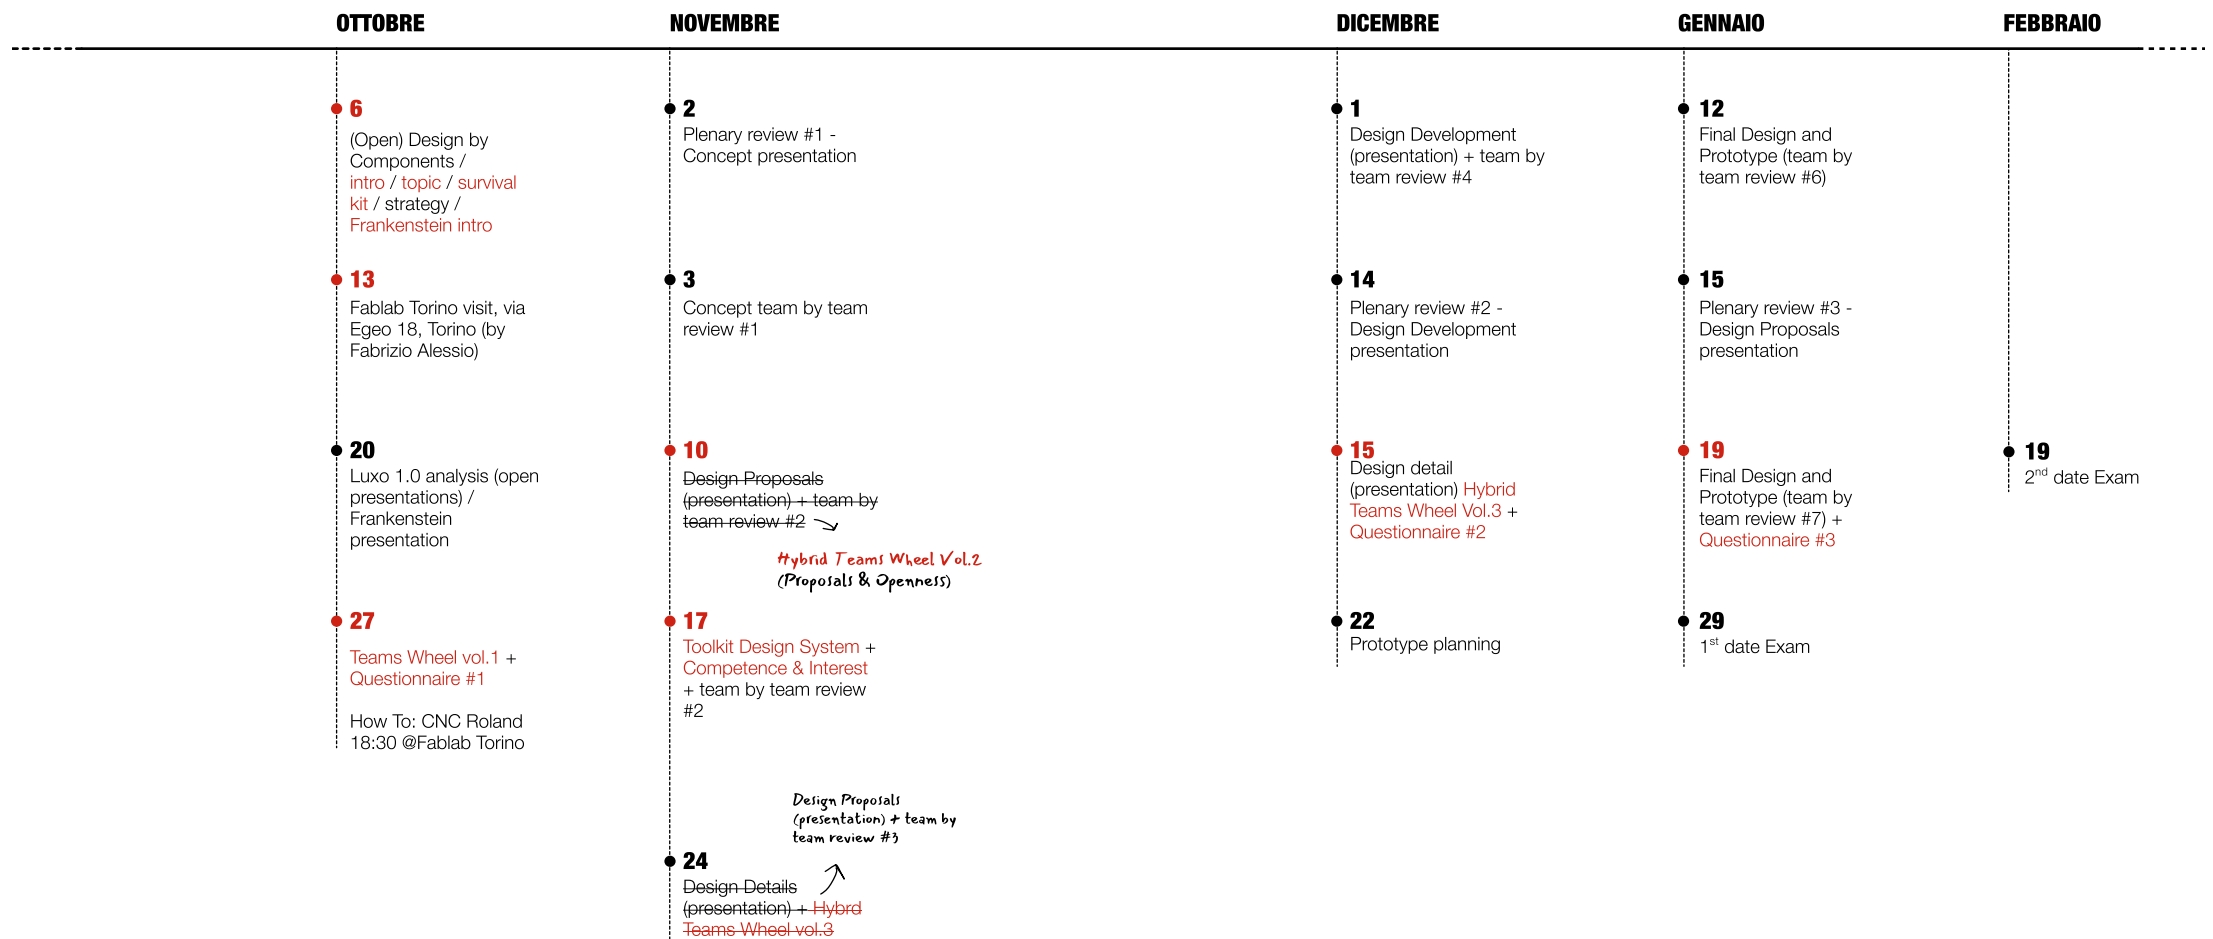 OTTOBRE
NOVEMBRE
DICEMBRE
GENNAIO
FEBBRAIO
6
(Open) Design by
Components /
intro / topic / survival
kit / strategy /
Frankenstein intro
13
Fablab Torino visit, via
Egeo 18, Torino (by
Fabrizio Alessio)
20
Luxo 1.0 analysis (open
presentations) /
Frankenstein
presentation
27
Teams Wheel vol.1 +
Questionnaire #1
How To: CNC Roland
18:30 @Fablab Torino
2
Plenary review #1 -
Concept presentation
3
Concept team by team
review #1
10
Design Proposals
(presentation) + team by
team review #2
Hybrid Teams Wheel Vol.2
(Proposals & Openness)
17
Toolkit Design System +
Competence & Interest
+ team by team review
#2
Design Proposals
(presentation) + team by
team review #3
24
Design Details
(presentation) + Hybrd
Teams Wheel vol.3
1
Design Development
(presentation) + team by
team review #4
14
Plenary review #2 -
Design Development
presentation
15
Design detail
(presentation) Hybrid
Teams Wheel Vol.3 +
Questionnaire #2
22
Prototype planning
12
Final Design and
Prototype (team by
team review #6)
15
Plenary review #3 -
Design Proposals
presentation
19
Final Design and
Prototype (team by
team review #7) +
Questionnaire #3
29
1st date Exam
19
2nd date Exam